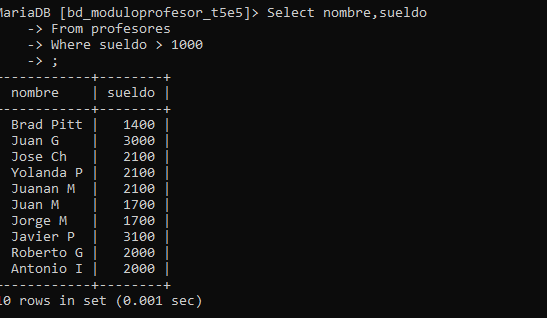 MariaDB [bd_moduloprofesor_t5e5]> Select nombre,sueldo
    -> From profesores
    -> Where sueldo > 1000
    -> ;
------------+--------+
 nombre     | sueldo |
------------+--------+
 Brad Pitt  |   1400 |
 Juan G     |   3000 |
 Jose Ch    |   2100 |
 Yolanda P  |   2100 |
 Juanan M   |   2100 |
 Juan M     |   1700 |
 Jorge M    |   1700 |
 Javier P   |   3100 |
 Roberto G  |   2000 |
 Antonio I  |   2000 |
------------+--------+
10 rows in set (0.001 sec)